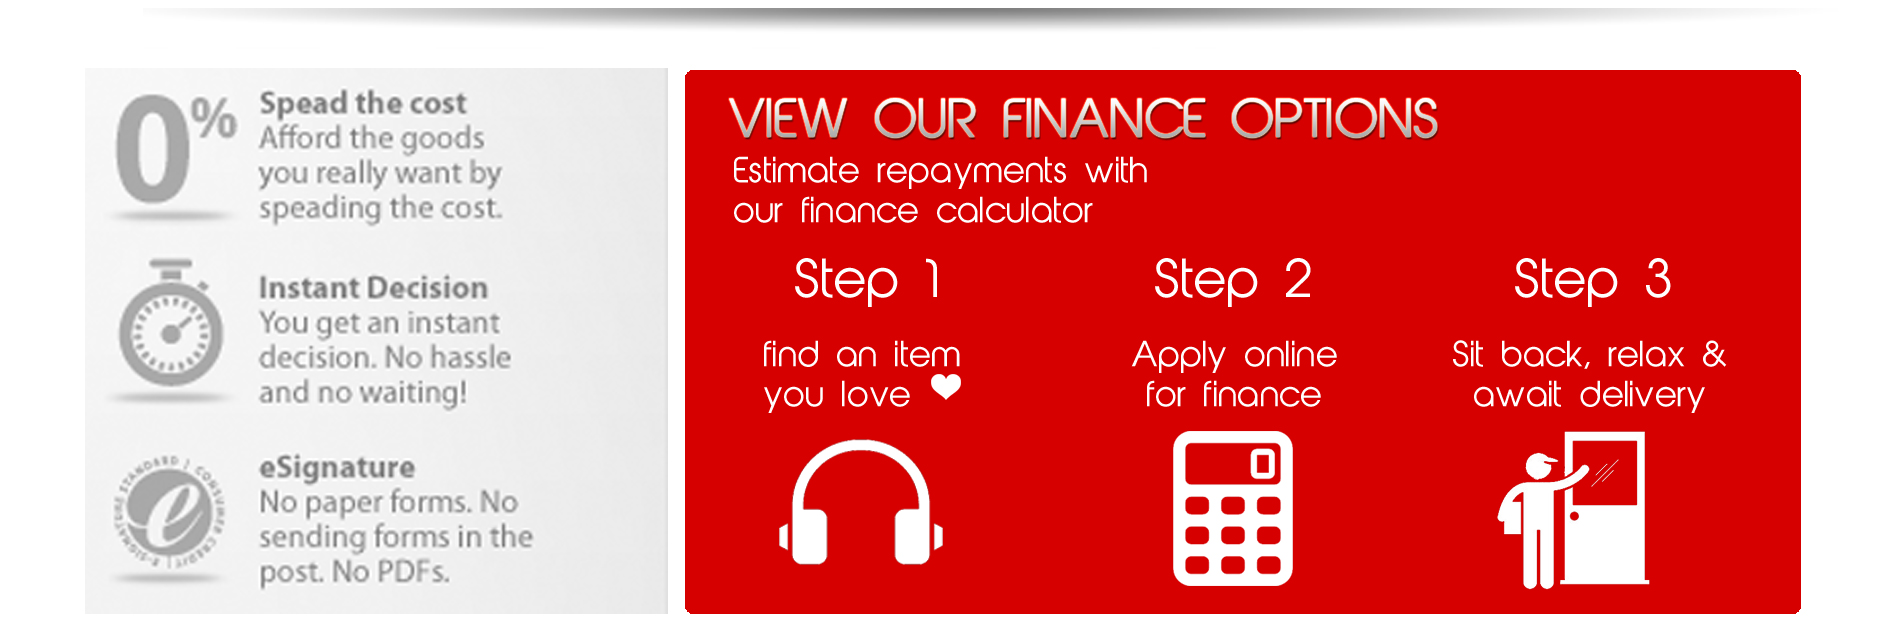 0%
Spead the cost
Afford the goods
you really want by
speading the cost.
Instant Decision
You get an instant
decision. No hassle
and no waiting!
E-SIGNATURE STANDARD | CONSUMER CREDIT |
e
eSignature
No paper forms. No
sending forms in the
post. No PDFs.
VIEW OUR FINANCE OPTIONS
Estimate repayments with
our finance calculator
Step 1
find an item
you love
Step 2
Apply online
for finance
0
Step 3
Sit back, relax &
await delivery